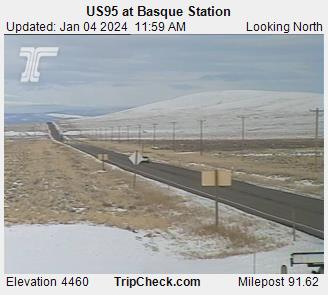 US95 at Basque Station
Updated: Jan 04 2024 11:59 AM Looking North
Elevation 4460 TripCheck.com Milepost 91.62